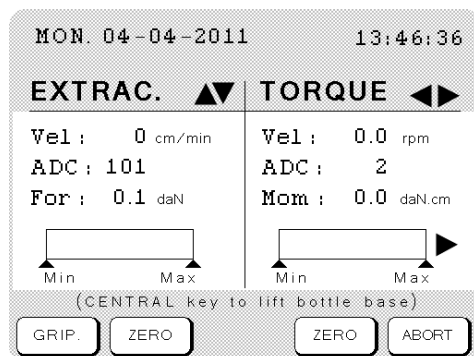 MON. 04-04-2011 13:46:36
EXTRAC. ▲▼ TORQUE ◀▶
Vel : 0 cm/min Vel : 0.0 rpm
ADC : 101 ADC : 2
For : 0.1 daN Mom : 0.0 daN.cm
Min Max Min Max
(CENTRAL key to lift bottle base)
GRIP. ZERO ZERO ABORT